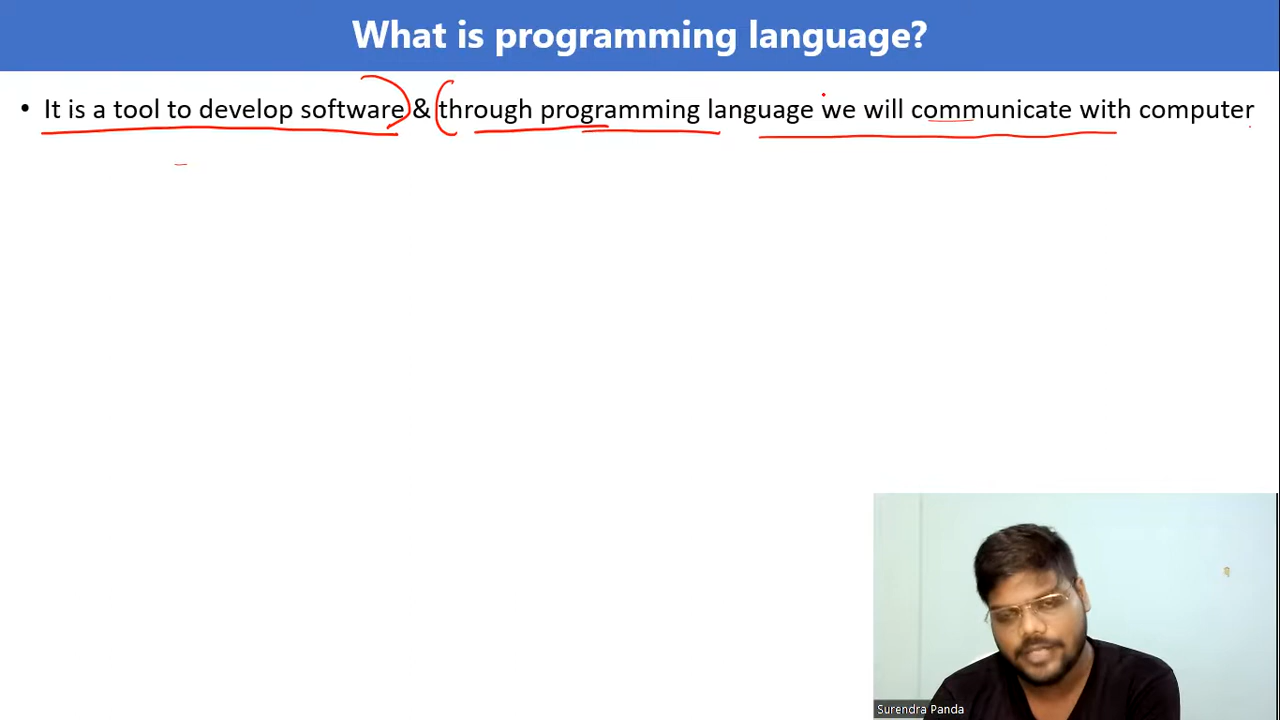 What is programming language?
• It is a tool to develop software & through programming language we will communicate with computer
Surendra Panda